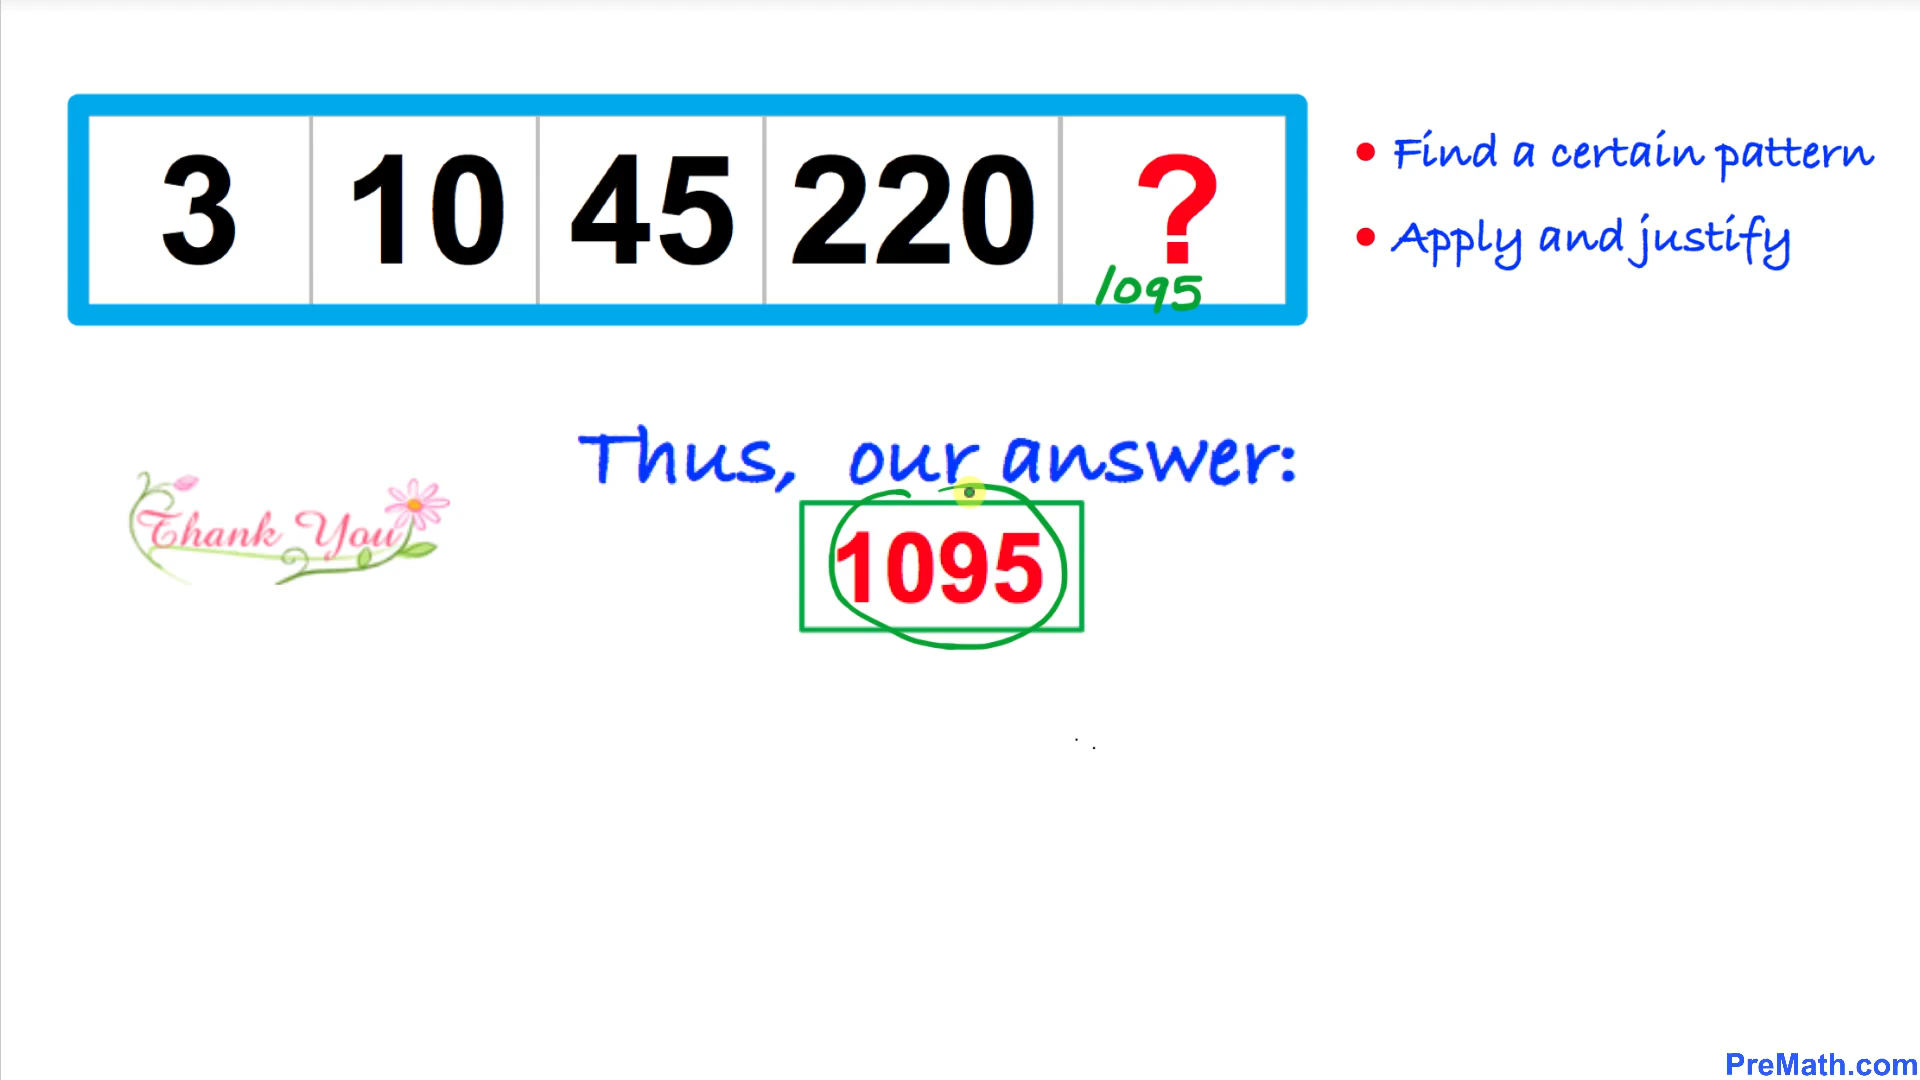 3 10 45 220 ?
1095
• Find a certain pattern
• Apply and justify
Thus, our answer:
Thank You
1095
PreMath.com